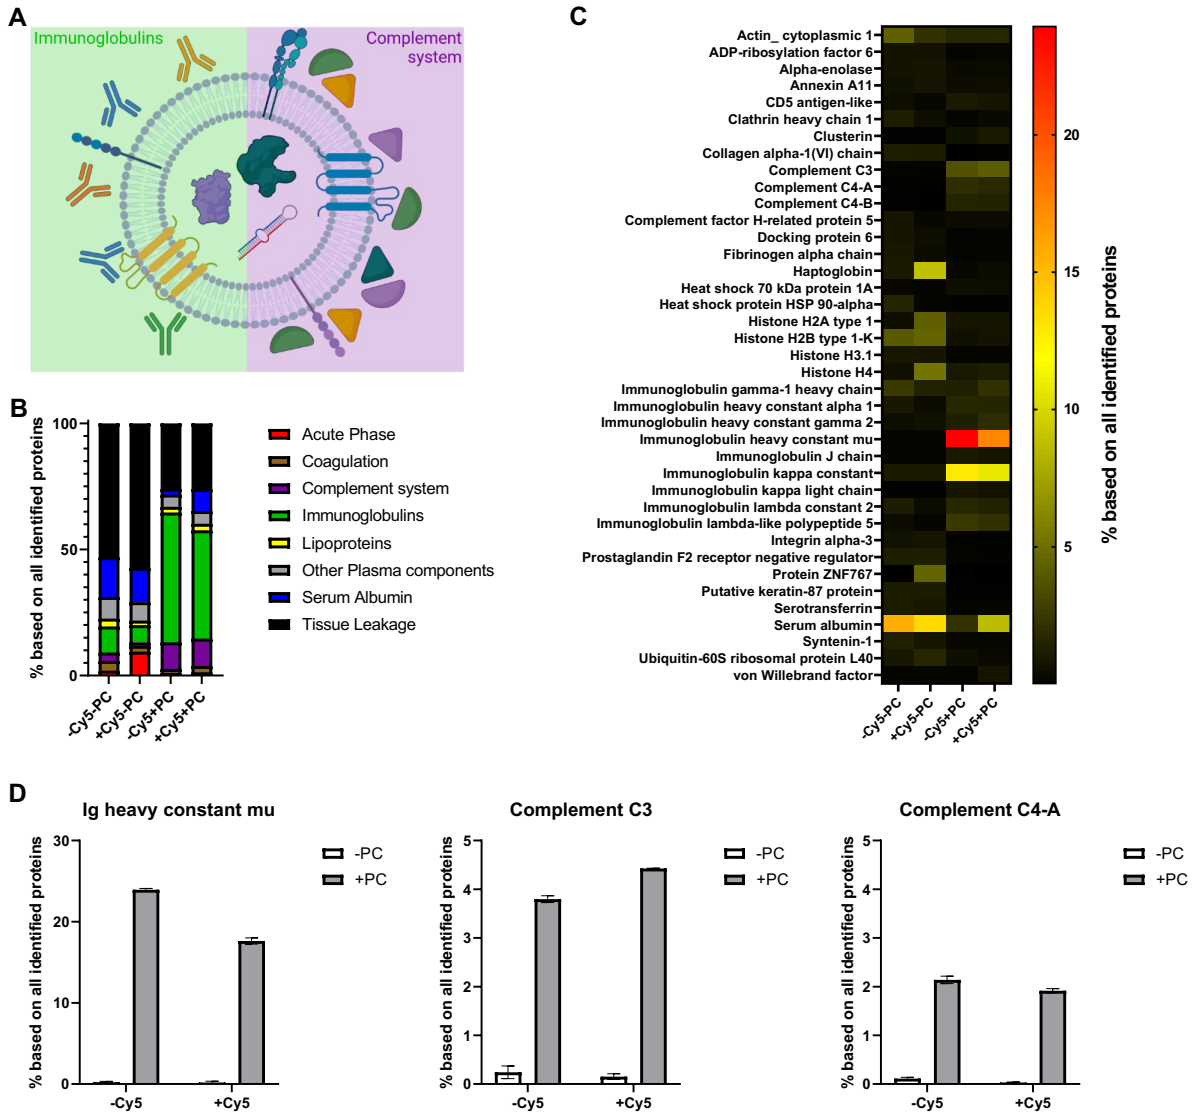 A
Immunoglobulins
Complement
system
B
100
50
0
% based on all identified proteins
-Cy5-PC
+Cy5-PC
-Cy5+PC
+Cy5+PC
Acute Phase
Coagulation
Complement system
Immunoglobulins
Lipoproteins
Other Plasma components
Serum Albumin
Tissue Leakage
C
Actin_ cytoplasmic 1
ADP-ribosylation factor 6
Alpha-enolase
Annexin A11
CD5 antigen-like
Clathrin heavy chain 1
Clusterin
Collagen alpha-1(VI) chain
Complement C3
Complement C4-A
Complement C4-B
Complement factor H-related protein 5
Docking protein 6
Fibrinogen alpha chain
Haptoglobin
Heat shock 70 kDa protein 1A
Heat shock protein HSP 90-alpha
Histone H2A type 1
Histone H2B type 1-K
Histone H3.1
Histone H4
Immunoglobulin gamma-1 heavy chain
Immunoglobulin heavy constant alpha 1
Immunoglobulin heavy constant gamma 2
Immunoglobulin heavy constant mu
Immunoglobulin J chain
Immunoglobulin kappa constant
Immunoglobulin kappa light chain
Immunoglobulin lambda constant 2
Immunoglobulin lambda-like polypeptide 5
Integrin alpha-3
Prostaglandin F2 receptor negative regulator
Protein ZNF767
Putative keratin-87 protein
Serotransferrin
Serum albumin
Syntenin-1
Ubiquitin-60S ribosomal protein L40
von Willebrand factor
-Cy5-PC
+Cy5-PC
-Cy5+PC
+Cy5+PC
20
15
10
5
% based on all identified proteins
D
Ig heavy constant mu
% based on all identified proteins
30
20
10
0
-Cy5
+Cy5
-PC
+PC
Complement C3
% based on all identified proteins
5
4
3
2
1
0
-Cy5
+Cy5
-PC
+PC
Complement C4-A
% based on all identified proteins
5
4
3
2
1
0
-Cy5
+Cy5
-PC
+PC